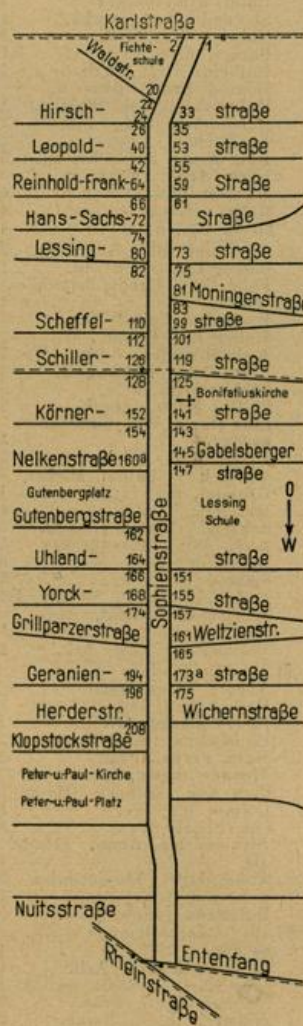 Karlstraße
Fichte-
schule
2
1
Waldstr.
20
22
24
Hirsch-
33 straße
26
35
Leopold- 40
53 straße
42
55
Reinhold-Frank-64
59 Straße
66
61
Hans-Sachs-72
Straße
74
Lessing- 80
73 straße
82
75
81 Moningerstraße
83
Scheffel- 110
99 straße
112
101
Schiller- 126
119 straße
128
125
Bonifatiuskirche
Körner- 152
141 straße
154
143
Nelkenstraße 160a
145 Gabelsberger
147 straße
Gutenbergplatz
Lessing
Schule
O
W
Gutenbergstraße
162
Sophienstraße
Uhland- 164
straße
166
151
Yorck- 168
155 straße
174
157
Grillparzerstraße
161 Weltzienstr.
165
Geranien- 194
173a straße
196
175
Herderstr.
Wichernstraße
208
Klopstockstraße
Peter-u.Paul-Kirche
Peter-u.Paul-Platz
Nuitsstraße
Rheinstraße
Entenfang